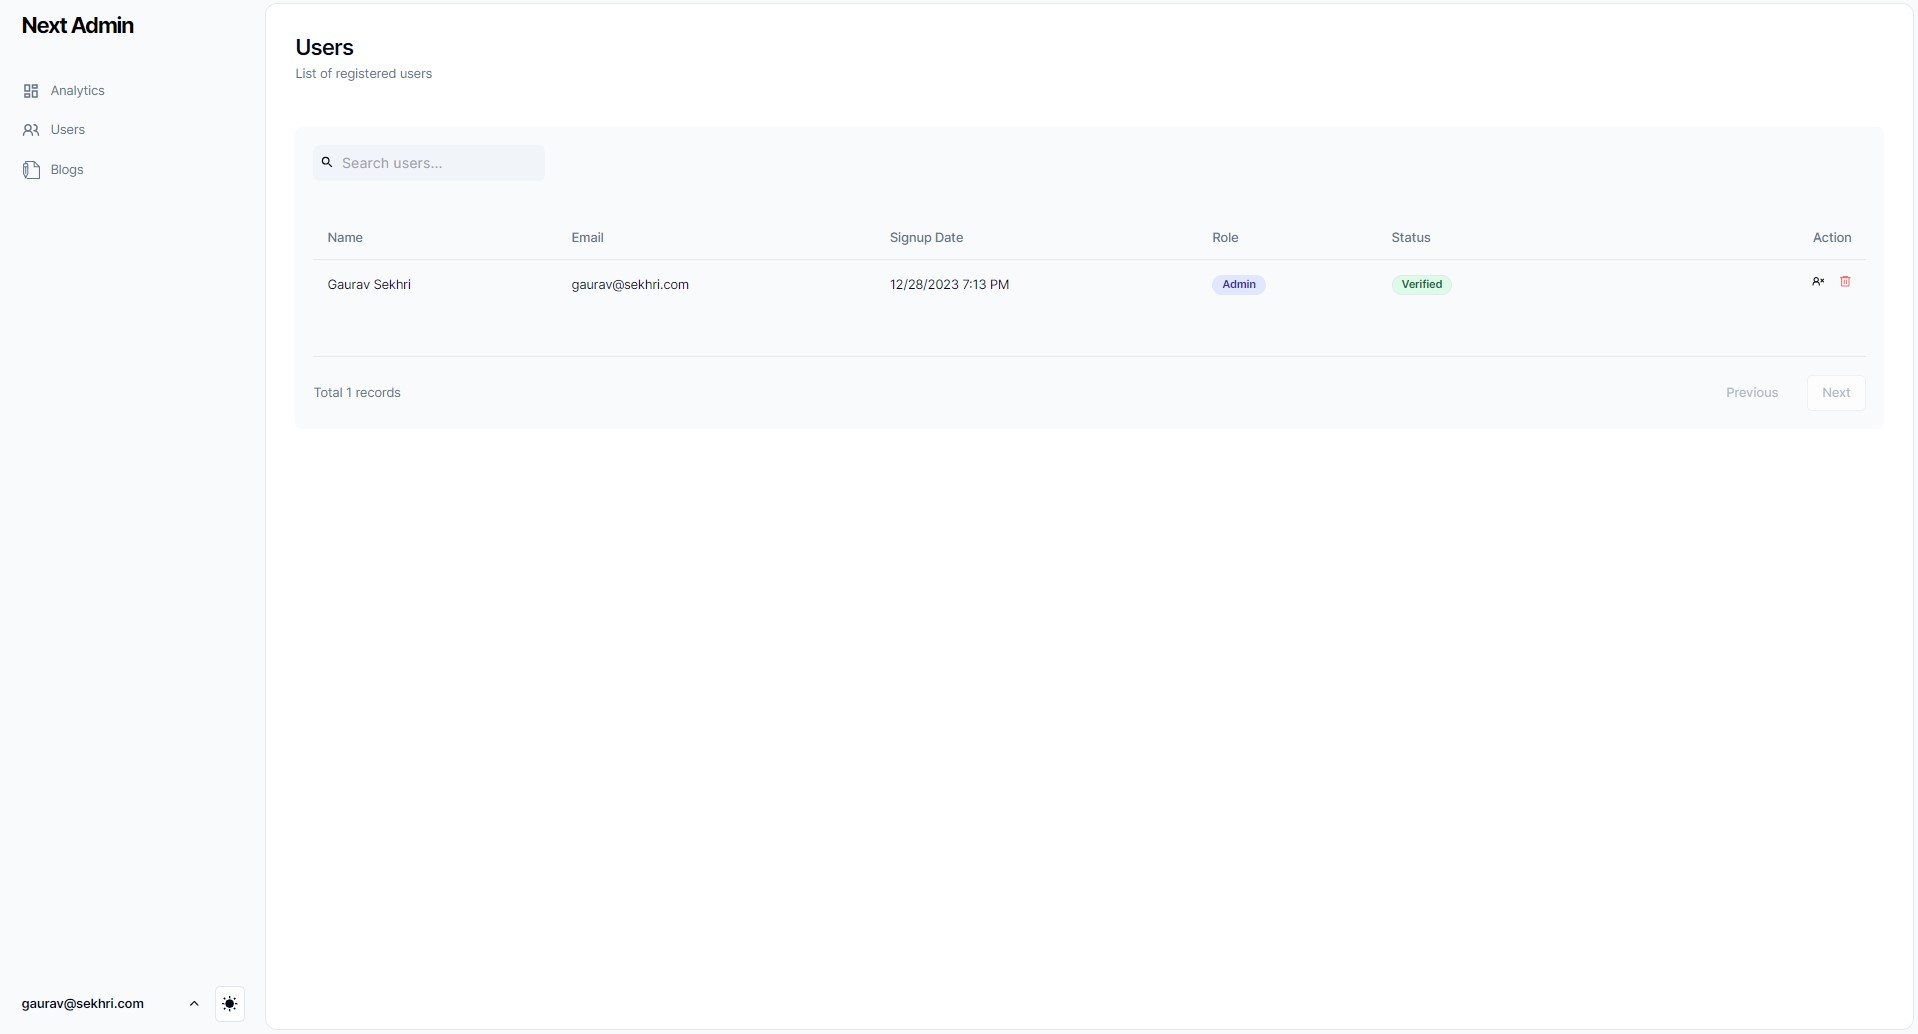 Next Admin
Analytics
Users
Blogs
gaurav@sekhri.com
Users
List of registered users
Search users...
Name Email Signup Date Role Status Action
Gaurav Sekhri gaurav@sekhri.com 12/28/2023 7:13 PM Admin Verified
Total 1 records Previous Next